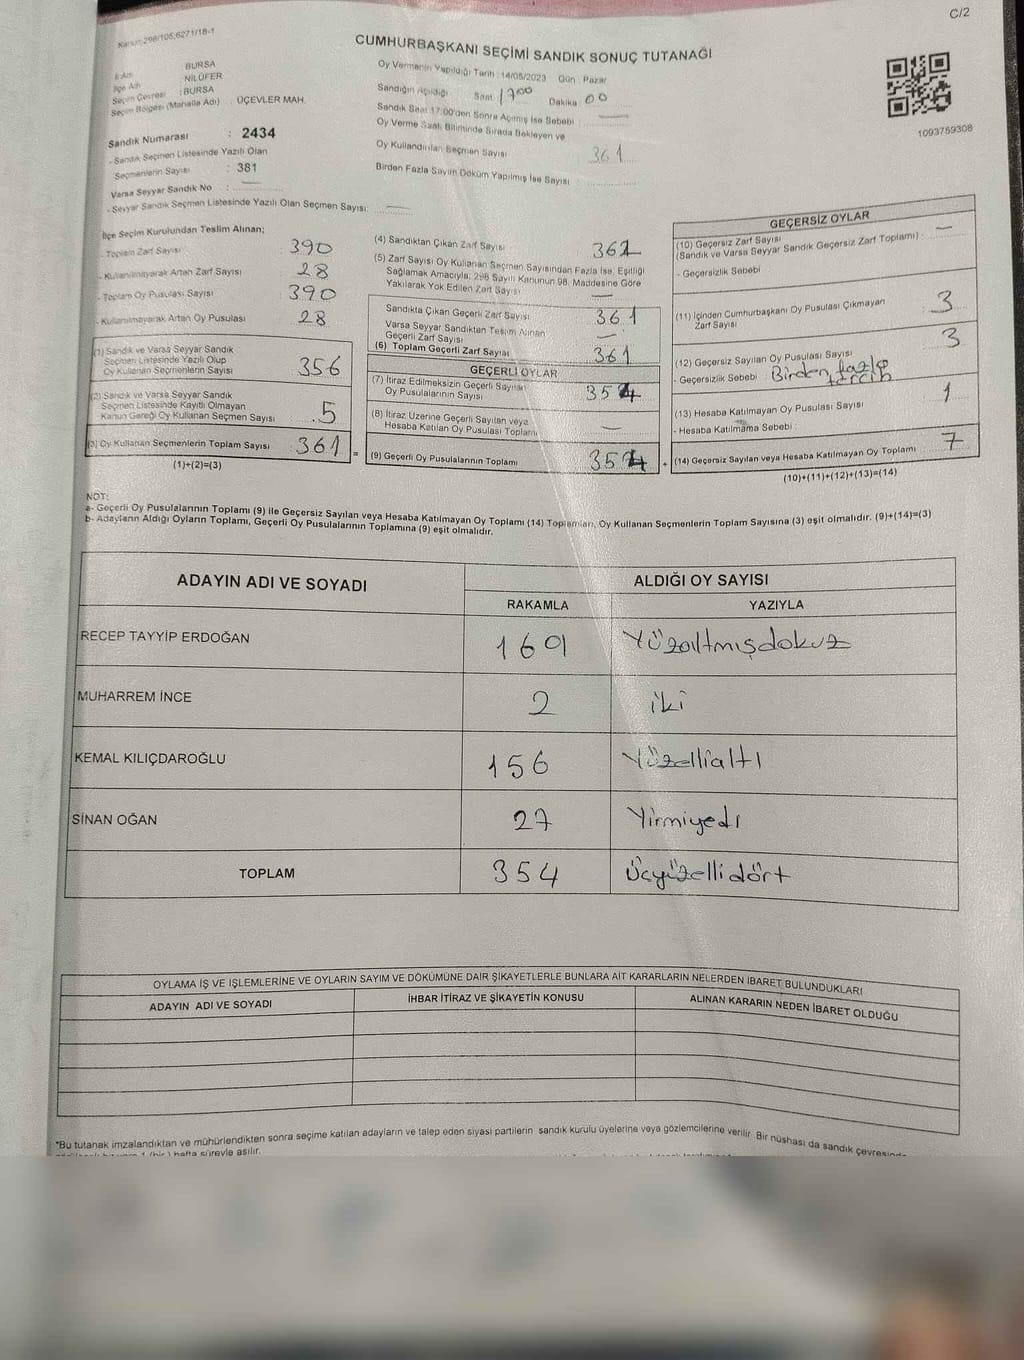 C/2
Kanun:298/105;6271/18-1
CUMHURBAŞKANI SEÇİMİ SANDIK SONUÇ TUTANAĞI
İl Adı : BURSA
İlçe Adı : NİLÜFER
Seçim Çevresi : BURSA
Seçim Bölgesi (Mahalle Adı) : ÜÇEVLER MAH.
Sandık Numarası : 2434
- Sandık Seçmen Listesinde Yazılı Olan
Seçmenlerin Sayısı : 381
Varsa Seyyar Sandık No :
- Seyyar Sandık Seçmen Listesinde Yazılı Olan Seçmen Sayısı:
Oy Vermenin Yapıldığı Tarih : 14/05/2023 Gün : Pazar
Sandığın Açıldığı Saat 17:00 Dakika 00
Sandık Saat 17:00'den Sonra Açılmış İse Sebebi :
Oy Verme Saati Bitiminde Sırada Bekleyen ve
Oy Kullandırılan Seçmen Sayısı 361
Birden Fazla Sayım Döküm Yapılmış İse Sayısı :
1093759308
İlçe Seçim Kurulundan Teslim Alınan;
- Toplam Zarf Sayısı 390
- Kullanılmayarak Artan Zarf Sayısı 28
- Toplam Oy Pusulası Sayısı 390
- Kullanılmayarak Artan Oy Pusulası 28
(1) Sandık ve Varsa Seyyar Sandık
Seçmen Listesinde Yazılı Olup
Oy Kullanan Seçmenlerin Sayısı 356
(2) Sandık ve Varsa Seyyar Sandık
Seçmen Listesinde Kayıtlı Olmayan
Kanun Gereği Oy Kullanan Seçmen Sayısı 5
(3) Oy Kullanan Seçmenlerin Toplam Sayısı 361 =
(1)+(2)=(3)
(4) Sandıktan Çıkan Zarf Sayısı
(5) Zarf Sayısı Oy Kullanan Seçmen Sayısından Fazla İse, Eşitliği
Sağlamak Amacıyla; 298 Sayılı Kanunun 98. Maddesine Göre
Yakılarak Yok Edilen Zarf Sayısı
Sandıkta Çıkan Geçerli Zarf Sayısı 361
Varsa Seyyar Sandıktan Teslim Alınan
Geçerli Zarf Sayısı
(6) Toplam Geçerli Zarf Sayısı 361
GEÇERLİ OYLAR
(7) İtiraz Edilmeksizin Geçerli Sayılan
Oy Pusulalarının Sayısı 354
(8) İtiraz Üzerine Geçerli Sayılan veya
Hesaba Katılan Oy Pusulası Toplamı
(9) Geçerli Oy Pusulalarının Toplamı 354 +
GEÇERSİZ OYLAR
(10) Geçersiz Zarf Sayısı
(Sandık ve Varsa Seyyar Sandık Geçersiz Zarf Toplamı) :
- Geçersizlik Sebebi
(11) İçinden Cumhurbaşkanı Oy Pusulası Çıkmayan
Zarf Sayısı 3
(12) Geçersiz Sayılan Oy Pusulası Sayısı 3
- Geçersizlik Sebebi : Birden fazla
tercih
(13) Hesaba Katılmayan Oy Pusulası Sayısı 1
- Hesaba Katılmama Sebebi :
(14) Geçersiz Sayılan veya Hesaba Katılmayan Oy Toplamı 7
(10)+(11)+(12)+(13)=(14)
NOT:
a- Geçerli Oy Pusulalarının Toplamı (9) ile Geçersiz Sayılan veya Hesaba Katılmayan Oy Toplamı (14) Toplamları, Oy Kullanan Seçmenlerin Toplam Sayısına (3) eşit olmalıdır. (9)+(14)=(3)
b- Adayların Aldığı Oyların Toplamı, Geçerli Oy Pusulalarının Toplamına (9) eşit olmalıdır.
ADAYIN ADI VE SOYADI ALDIĞI OY SAYISI
RAKAMLA YAZIYLA
RECEP TAYYİP ERDOĞAN 169 Yüzaltmışdokuz
MUHARREM İNCE 2 iki
KEMAL KILIÇDAROĞLU 156 Yüzellialtı
SİNAN OĞAN 27 Yirmiyedi
TOPLAM 354 Üçyüzellidört
OYLAMA İŞ VE İŞLEMLERİNE VE OYLARIN SAYIM VE DÖKÜMÜNE DAİR ŞİKAYETLERLE BUNLARA AİT KARARLARIN NELERDEN İBARET BULUNDUKLARI
ADAYIN ADI VE SOYADI İHBAR İTİRAZ VE ŞİKAYETİN KONUSU ALINAN KARARIN NEDEN İBARET OLDUĞU
*Bu tutanak imzalandıktan ve mühürlendikten sonra seçime katılan adayların ve talep eden siyasi partilerin sandık kurulu üyelerine veya gözlemcilerine verilir. Bir nüshası da sandık çevresinde
1 (bir) hafta süreyle asılır.